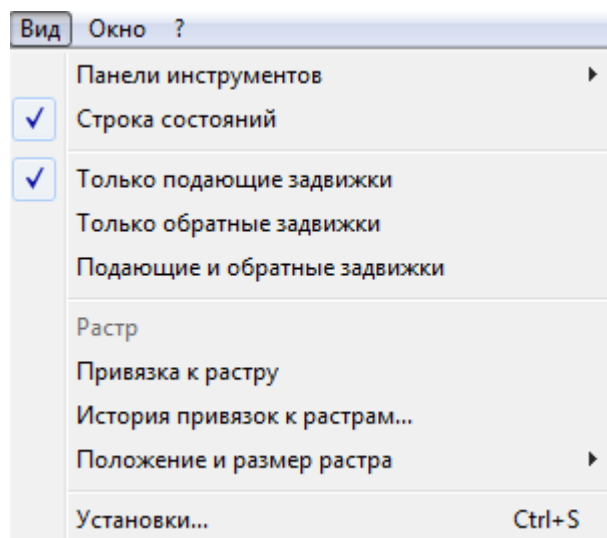 Вид Окно ?
Панели инструментов
Строка состояний
Только подающие задвижки
Только обратные задвижки
Подающие и обратные задвижки
Растр
Привязка к растру
История привязок к растрам...
Положение и размер растра
Установки... Ctrl+S